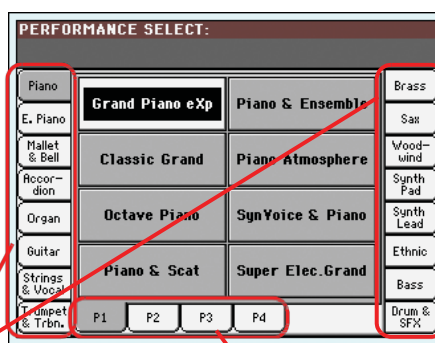 PERFORMANCE SELECT:
Piano
E. Piano
Mallet
& Bell
Accor-
dion
Organ
Guitar
Strings
& Vocal
Trumpet
& Trbn.
Grand Piano eXp
Piano & Ensemble
Classic Grand
Piano Atmosphere
Octave Piano
SynVoice & Piano
Piano & Scat
Super Elec.Grand
P1
P2
P3
P4
Brass
Sax
Wood-
wind
Synth
Pad
Synth
Lead
Ethnic
Bass
Drum &
SFX